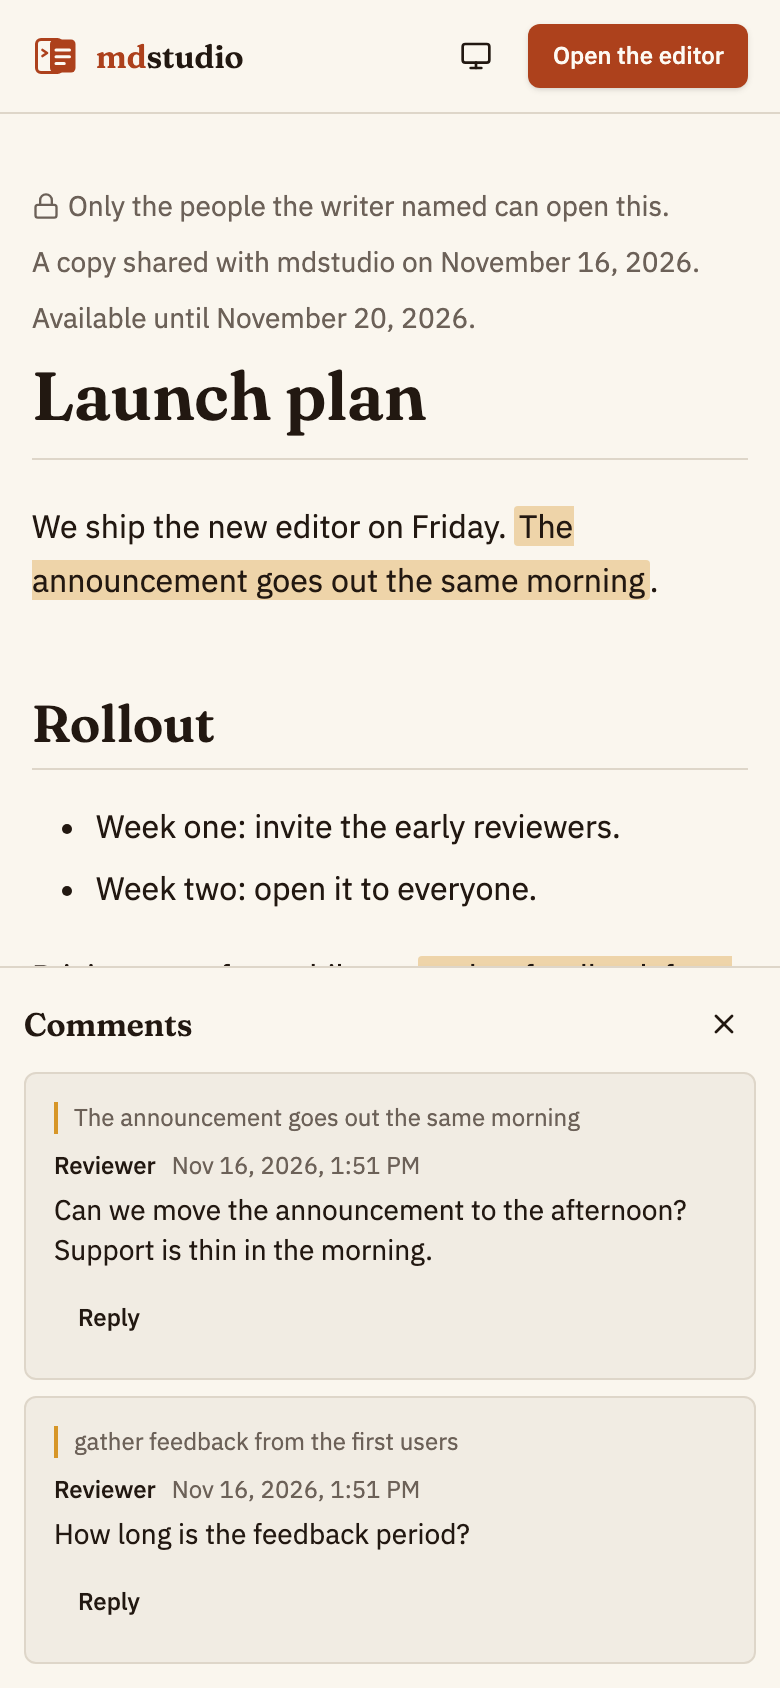 mdstudio
Open the editor
Only the people the writer named can open this.
A copy shared with mdstudio on November 16, 2026.
Available until November 20, 2026.
Launch plan
We ship the new editor on Friday. The
announcement goes out the same morning.
Rollout
• Week one: invite the early reviewers.
• Week two: open it to everyone.
Comments
The announcement goes out the same morning
Reviewer Nov 16, 2026, 1:51 PM
Can we move the announcement to the afternoon?
Support is thin in the morning.
Reply
gather feedback from the first users
Reviewer Nov 16, 2026, 1:51 PM
How long is the feedback period?
Reply